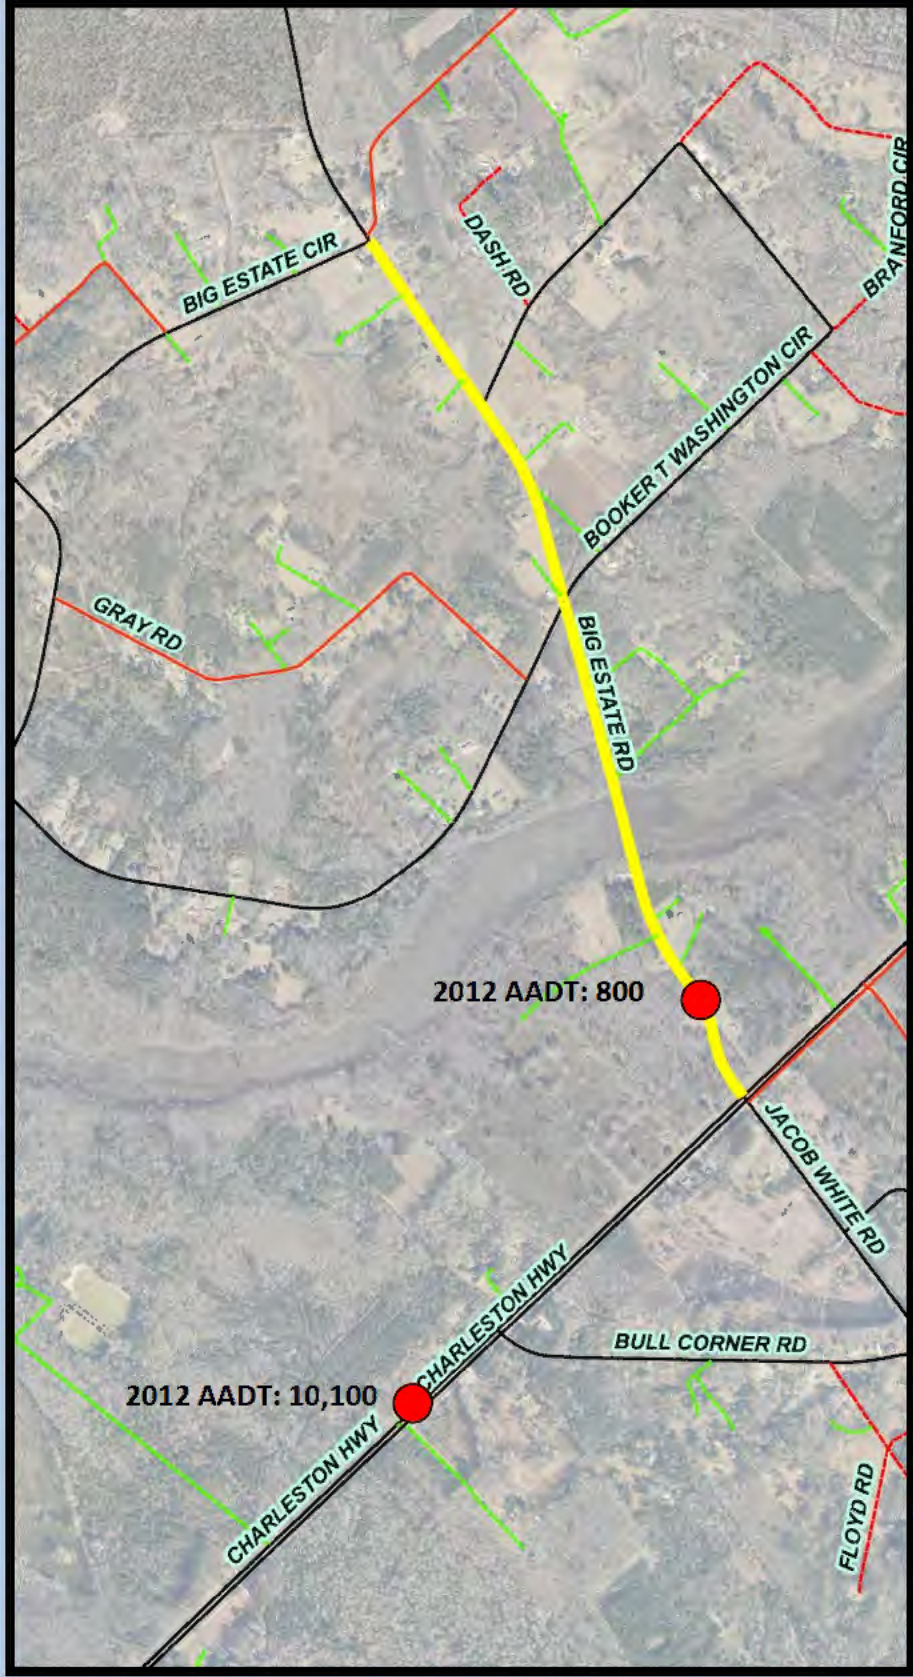 BRANFORD CIR
DASH RD
BIG ESTATE CIR
BOOKER T WASHINGTON CIR
GRAY RD
BIG ESTATE RD
2012 AADT: 800
JACOB WHITE RD
CHARLESTON HWY
BULL CORNER RD
2012 AADT: 10,100
CHARLESTON HWY
FLOYD RD